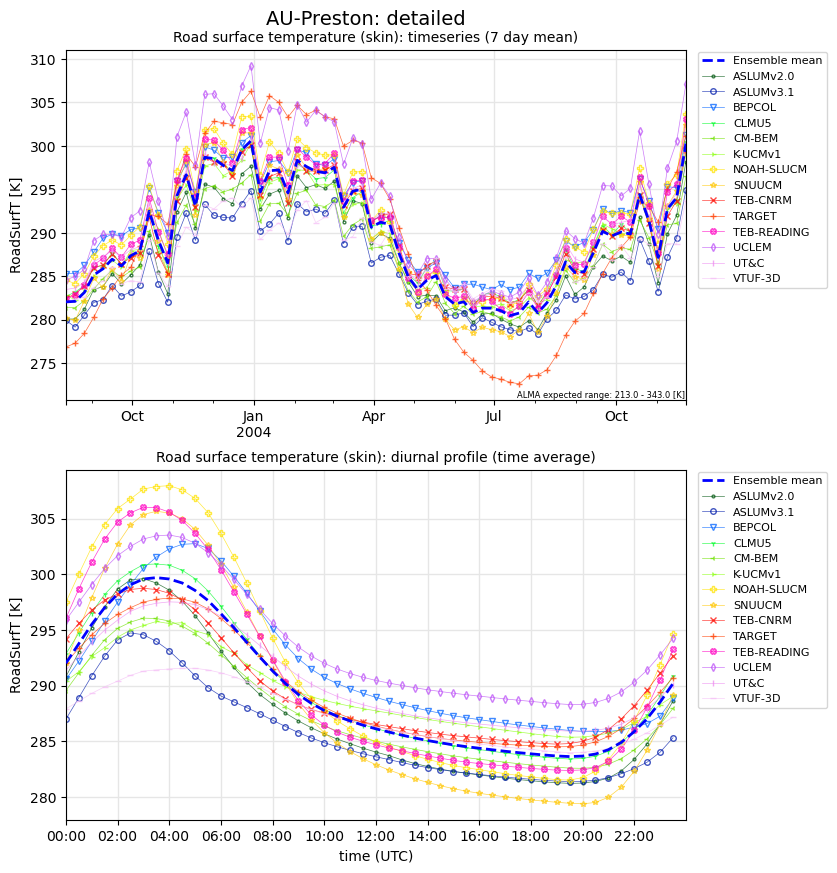 AU-Preston: detailed
Road surface temperature (skin): timeseries (7 day mean)
RoadSurfT [K]
310
305
300
295
290
285
280
275
Oct
Jan
2004
Apr
Jul
Oct
ALMA expected range: 213.0 - 343.0 [K]
Ensemble mean
ASLUMv2.0
ASLUMv3.1
BEPCOL
CLMU5
CM-BEM
K-UCMv1
NOAH-SLUCM
SNUUCM
TEB-CNRM
TARGET
TEB-READING
UCLEM
UT&C
VTUF-3D
Road surface temperature (skin): diurnal profile (time average)
RoadSurfT [K]
305
300
295
290
285
280
00:00
02:00
04:00
06:00
08:00
10:00
12:00
14:00
16:00
18:00
20:00
22:00
time (UTC)
Ensemble mean
ASLUMv2.0
ASLUMv3.1
BEPCOL
CLMU5
CM-BEM
K-UCMv1
NOAH-SLUCM
SNUUCM
TEB-CNRM
TARGET
TEB-READING
UCLEM
UT&C
VTUF-3D